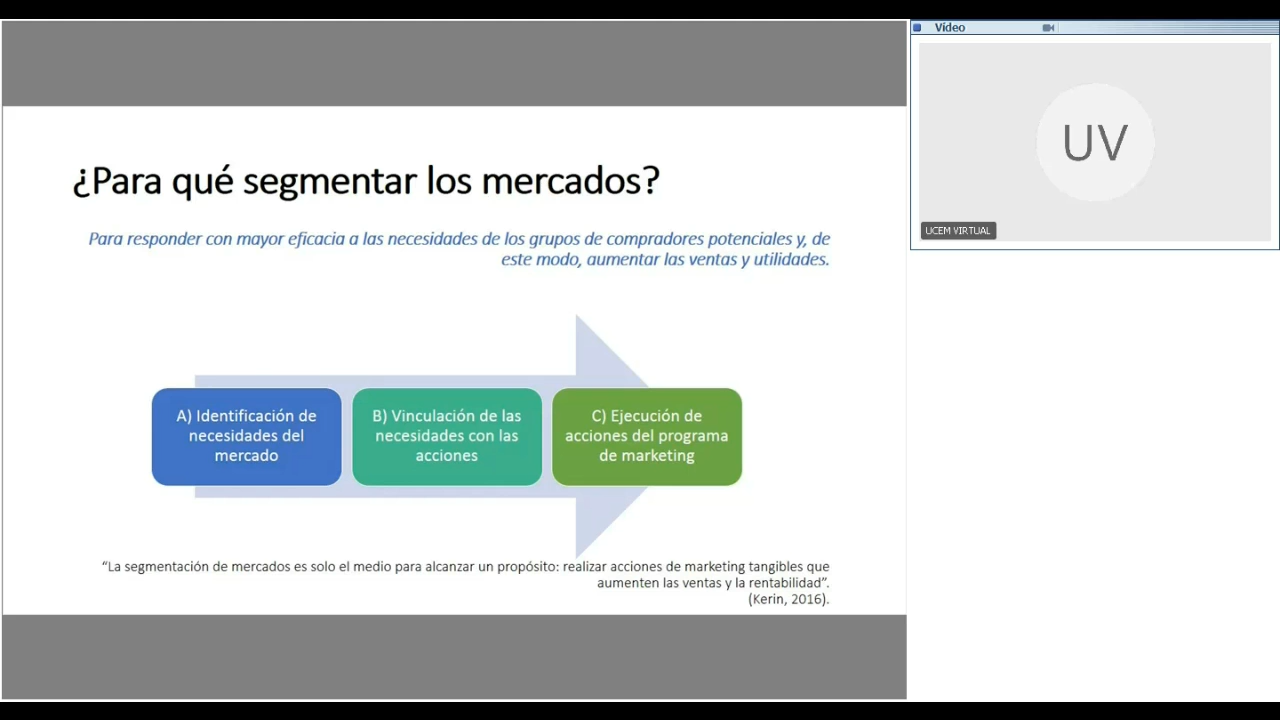 ¿Para qué segmentar los mercados?
Para responder con mayor eficacia a las necesidades de los grupos de compradores potenciales y, de
este modo, aumentar las ventas y utilidades.
A) Identificación de
necesidades del
mercado
B) Vinculación de las
necesidades con las
acciones
C) Ejecución de
acciones del programa
de marketing
“La segmentación de mercados es solo el medio para alcanzar un propósito: realizar acciones de marketing tangibles que
aumenten las ventas y la rentabilidad”.
(Kerin, 2016).
Vídeo
UV
UCEM VIRTUAL